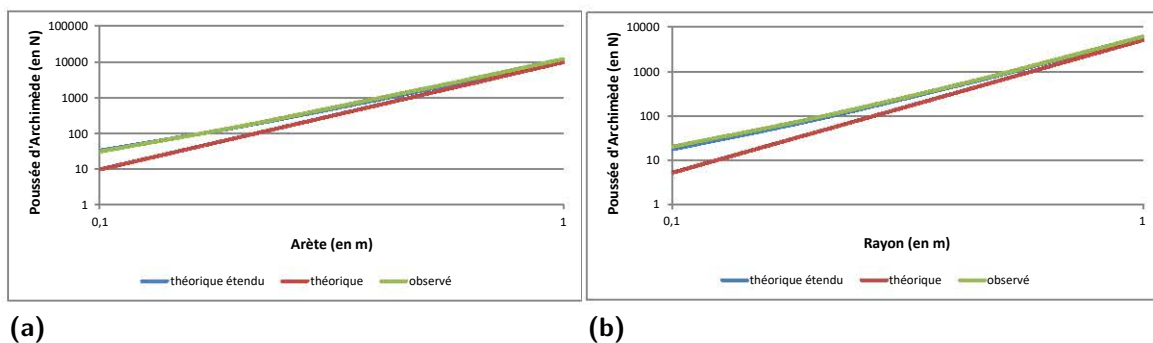 Poussée d'Archimède (en N)
100000
10000
1000
100
10
1
0,1
1
Arète (en m)
théorique étendu
théorique
observé
(a)
Poussée d'Archimède (en N)
10000
1000
100
10
1
0,1
1
Rayon (en m)
théorique étendu
théorique
observé
(b)